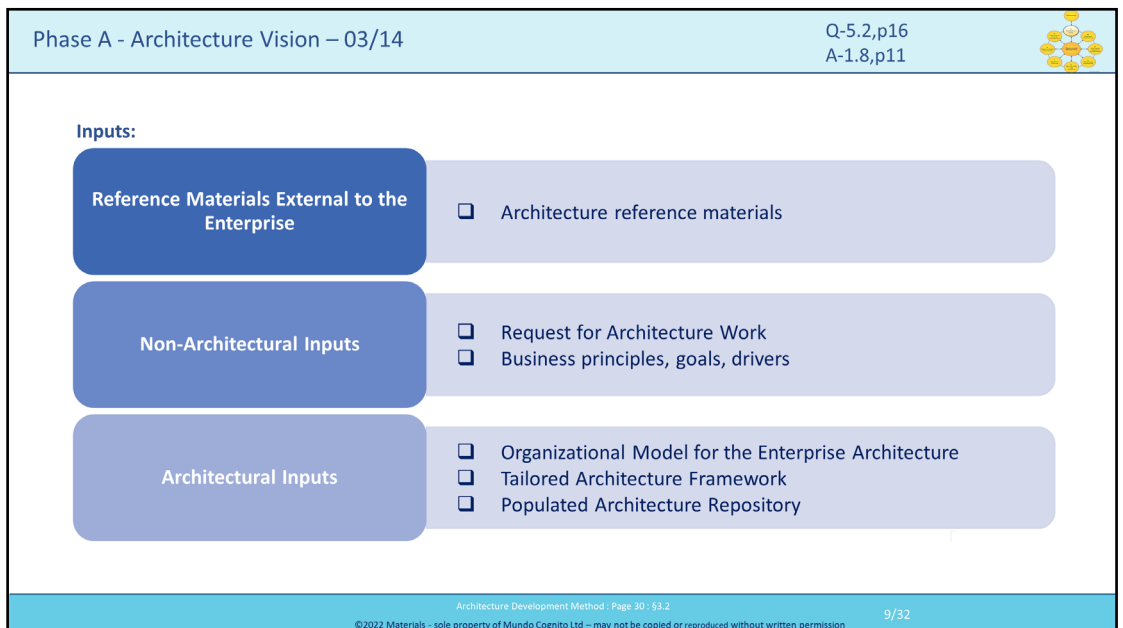 Phase A - Architecture Vision – 03/14
Q-5.2,p16
A-1.8,p11
Inputs:
Reference Materials External to the
Enterprise
❑ Architecture reference materials
Non-Architectural Inputs
❑ Request for Architecture Work
❑ Business principles, goals, drivers
Architectural Inputs
❑ Organizational Model for the Enterprise Architecture
❑ Tailored Architecture Framework
❑ Populated Architecture Repository
Architecture Development Method : Page 30 : §3.2
9/32
©2022 Materials - sole property of Mundo Cognito Ltd – may not be copied or reproduced without written permission